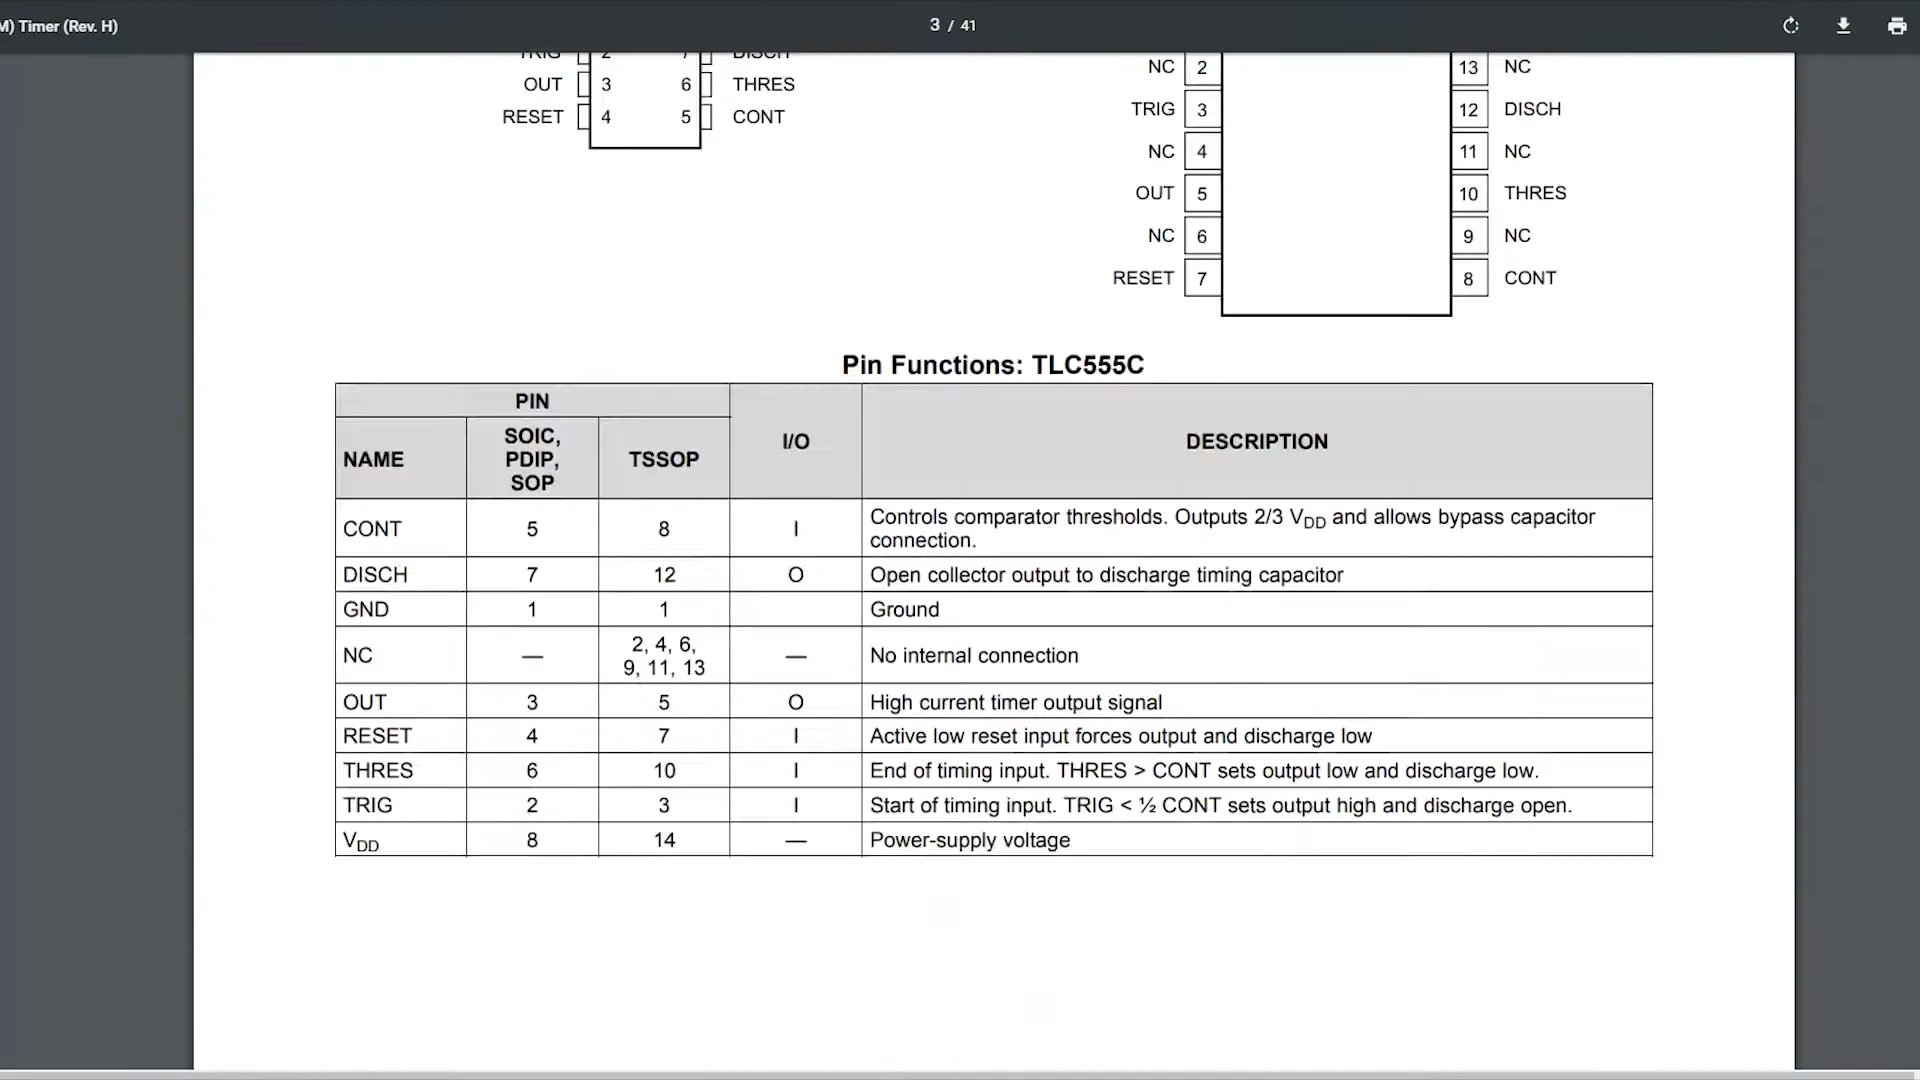 M) Timer (Rev. H)
3 / 41
TRIG 2 7 DISCH
OUT 3 6 THRES
RESET 4 5 CONT
NC 2 13 NC
TRIG 3 12 DISCH
NC 4 11 NC
OUT 5 10 THRES
NC 6 9 NC
RESET 7 8 CONT
Pin Functions: TLC555C
PIN
I/O
DESCRIPTION
NAME
SOIC,
PDIP,
SOP
TSSOP
CONT 5 8 I Controls comparator thresholds. Outputs 2/3 VDD and allows bypass capacitor
connection.
DISCH 7 12 O Open collector output to discharge timing capacitor
GND 1 1 Ground
NC — 2, 4, 6,
9, 11, 13 — No internal connection
OUT 3 5 O High current timer output signal
RESET 4 7 I Active low reset input forces output and discharge low
THRES 6 10 I End of timing input. THRES > CONT sets output low and discharge low.
TRIG 2 3 I Start of timing input. TRIG < ½ CONT sets output high and discharge open.
VDD 8 14 — Power-supply voltage